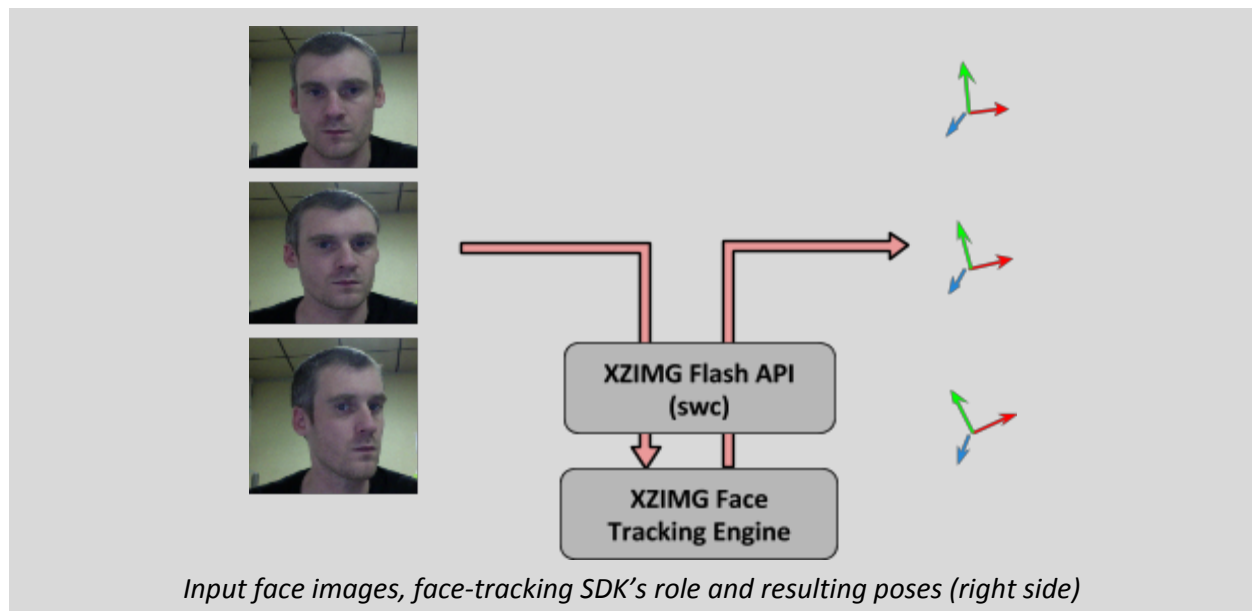 XZIMG Flash API
(swc)
XZIMG Face
Tracking Engine
Input face images, face-tracking SDK’s role and resulting poses (right side)